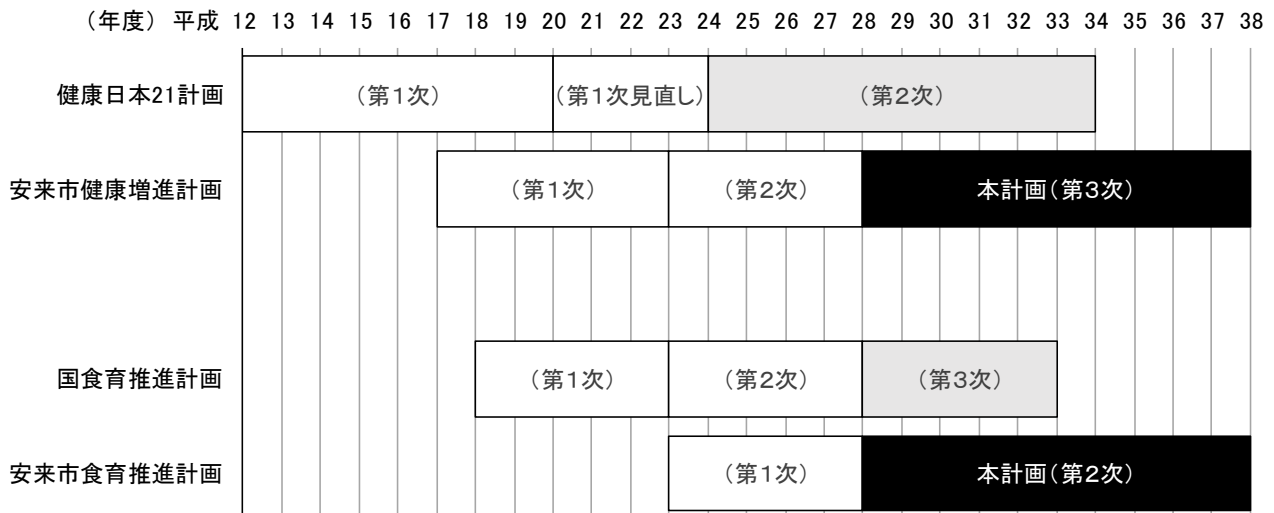 （年度） 平成 12 13 14 15 16 17 18 19 20 21 22 23 24 25 26 27 28 29 30 31 32 33 34 35 36 37 38
健康日本21計画 （第１次） （第１次見直し） （第２次）
安来市健康増進計画 （第１次） （第２次） 本計画（第３次）
国食育推進計画 （第１次） （第２次） （第３次）
安来市食育推進計画 （第１次） 本計画（第２次）